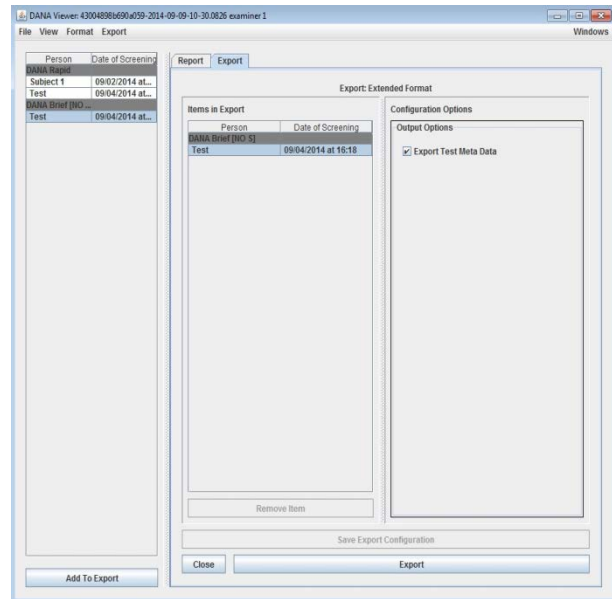 DANA Viewer: 43004898b690a059-2014-09-09-10-30.0826 examiner 1
File View Format Export Windows
Person Date of Screening
DANA Rapid
Subject 1 09/02/2014 at...
Test 09/04/2014 at...
DANA Brief [NO ...
Test 09/04/2014 at...
Add To Export
Report Export
Export: Extended Format
Items in Export
Person Date of Screening
DANA Brief [NO S]
Test 09/04/2014 at 16:18
Remove Item
Configuration Options
Output Options
Export Test Meta Data
Save Export Configuration
Close Export